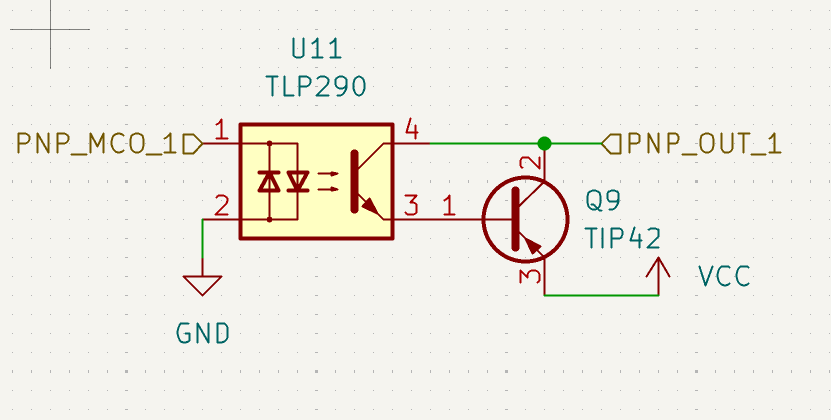 U11
TLP290
PNP_MCO_1
1
4
PNP_OUT_1
2
2
3
1
Q9
TIP42
3
VCC
GND